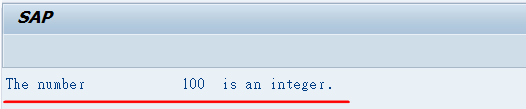 SAP
The number          100  is an integer.